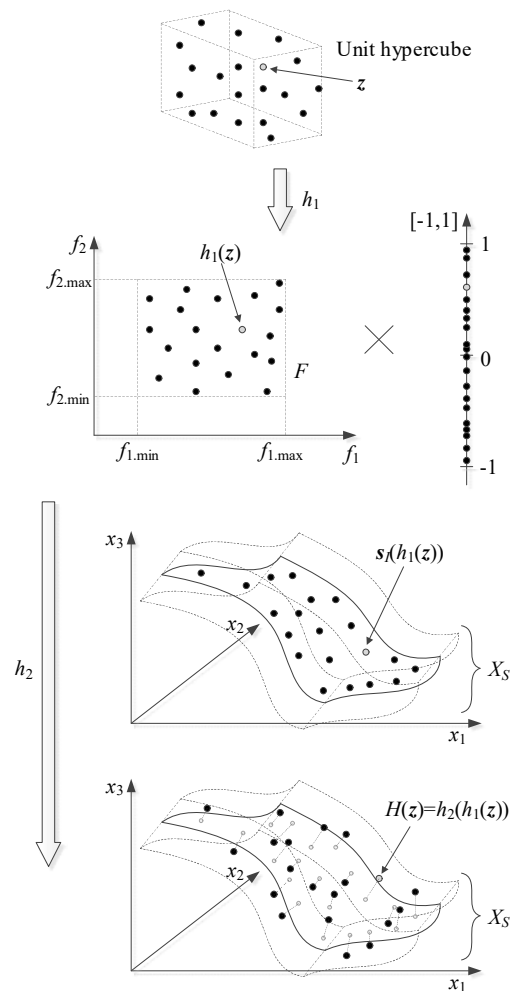 Unit hypercube
z
h1
f2
[-1,1]
f2.max
h1(z)
1
F
0
f2.min
f1.min
f1.max
f1
-1
x3
sI(h1(z))
x2
h2
XS
x1
x3
H(z)=h2(h1(z))
x2
XS
x1